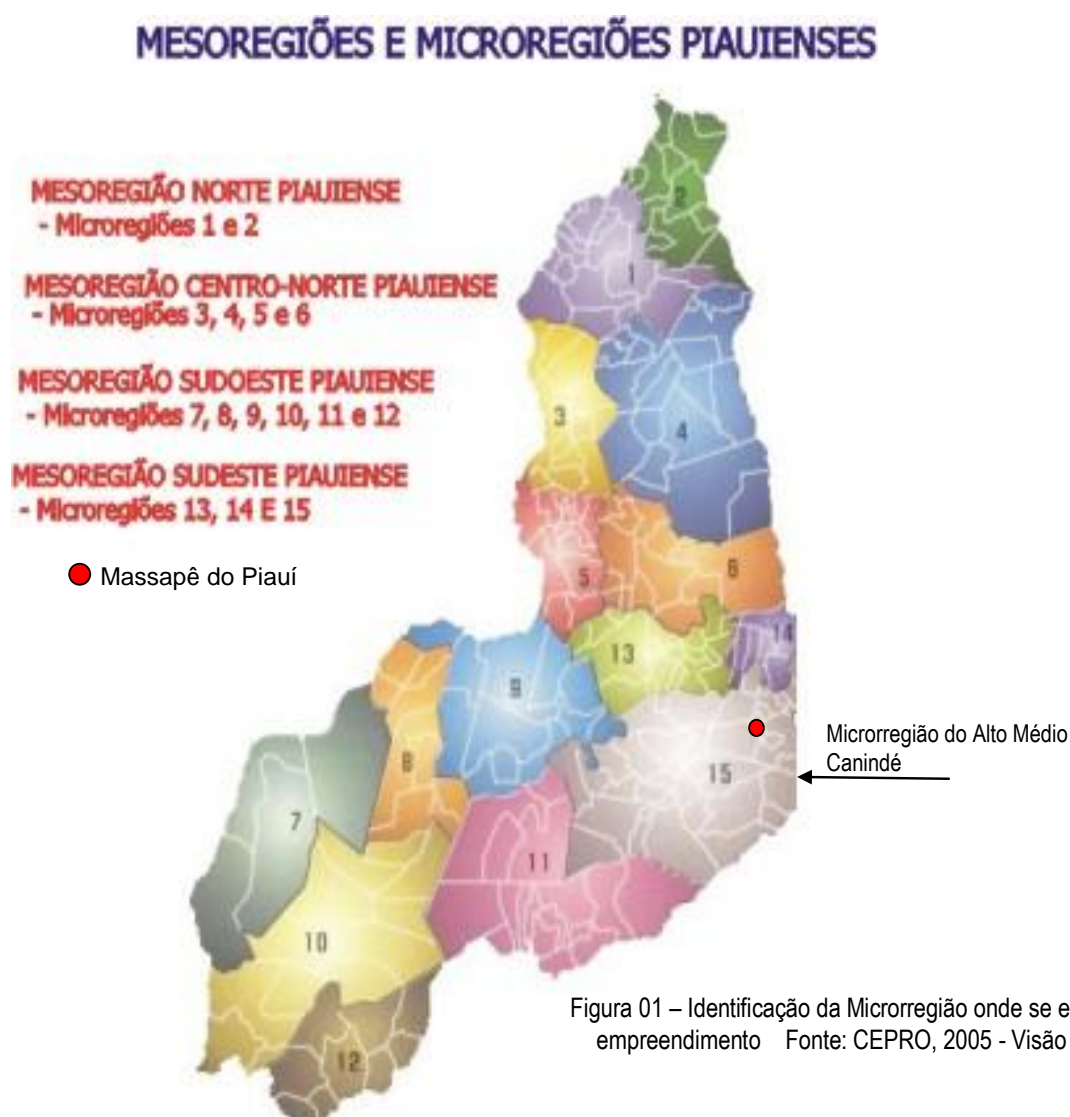 MESOREGIÕES E MICROREGIÕES PIAUIENSES
MESOREGIÃO NORTE PIAUIENSE
- Microregiões 1 e 2
MESOREGIÃO CENTRO-NORTE PIAUIENSE
- Microregiões 3, 4, 5 e 6
MESOREGIÃO SUDOESTE PIAUIENSE
- Microregiões 7, 8, 9, 10, 11 e 12
MESOREGIÃO SUDESTE PIAUIENSE
- Microregiões 13, 14 E 15
Massapê do Piauí
2
1
3
4
5
6
14
13
9
8
15
7
11
10
12
Microrregião do Alto Médio
Canindé
Figura 01 – Identificação da Microrregião onde se e
empreendimento Fonte: CEPRO, 2005 - Visão